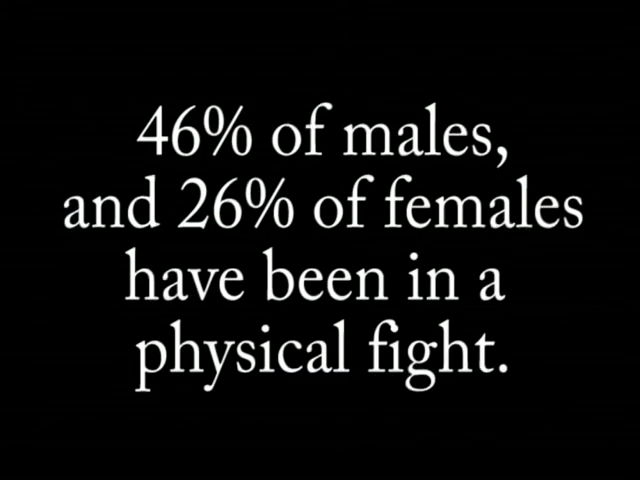 46% of males,
and 26% of females
have been in a
physical fight.